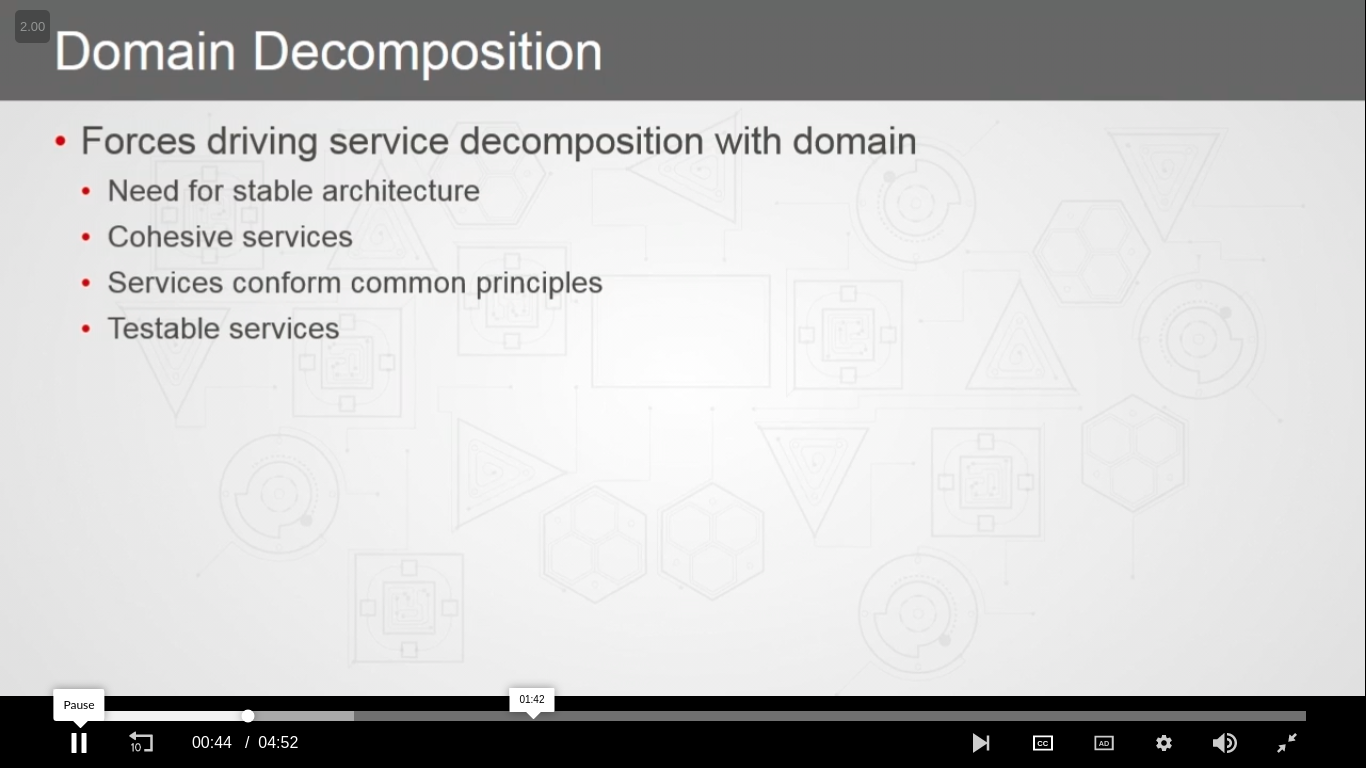 2.00
Domain Decomposition
• Forces driving service decomposition with domain
• Need for stable architecture
• Cohesive services
• Services conform common principles
• Testable services
01:42
Pause
10
00:44 / 04:52
CC
AD